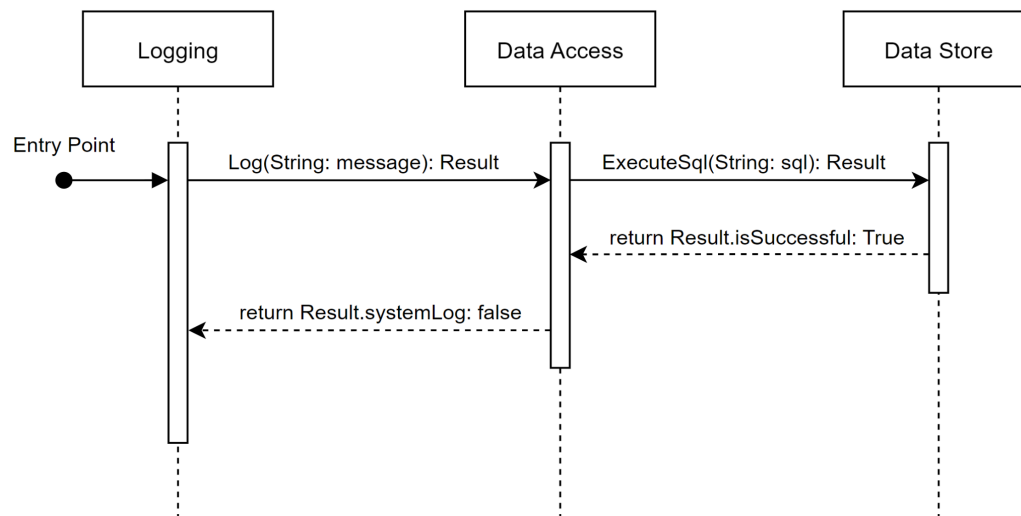 Logging
Data Access
Data Store
Entry Point
Log(String: message): Result
ExecuteSql(String: sql): Result
return Result.isSuccessful: True
return Result.systemLog: false